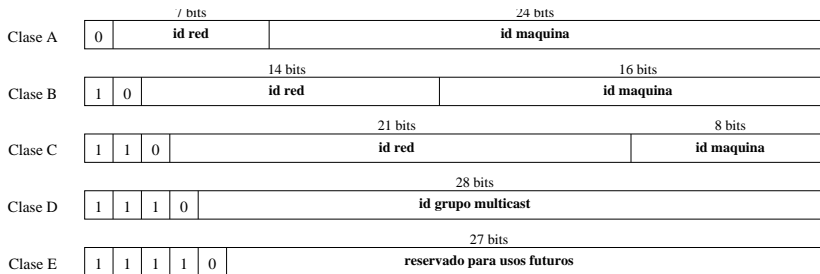 7 bits 24 bits
Clase A 0 id red id maquina
14 bits 16 bits
Clase B 1 0 id red id maquina
21 bits 8 bits
Clase C 1 1 0 id red id maquina
28 bits
Clase D 1 1 1 0 id grupo multicast
27 bits
Clase E 1 1 1 1 0 reservado para usos futuros